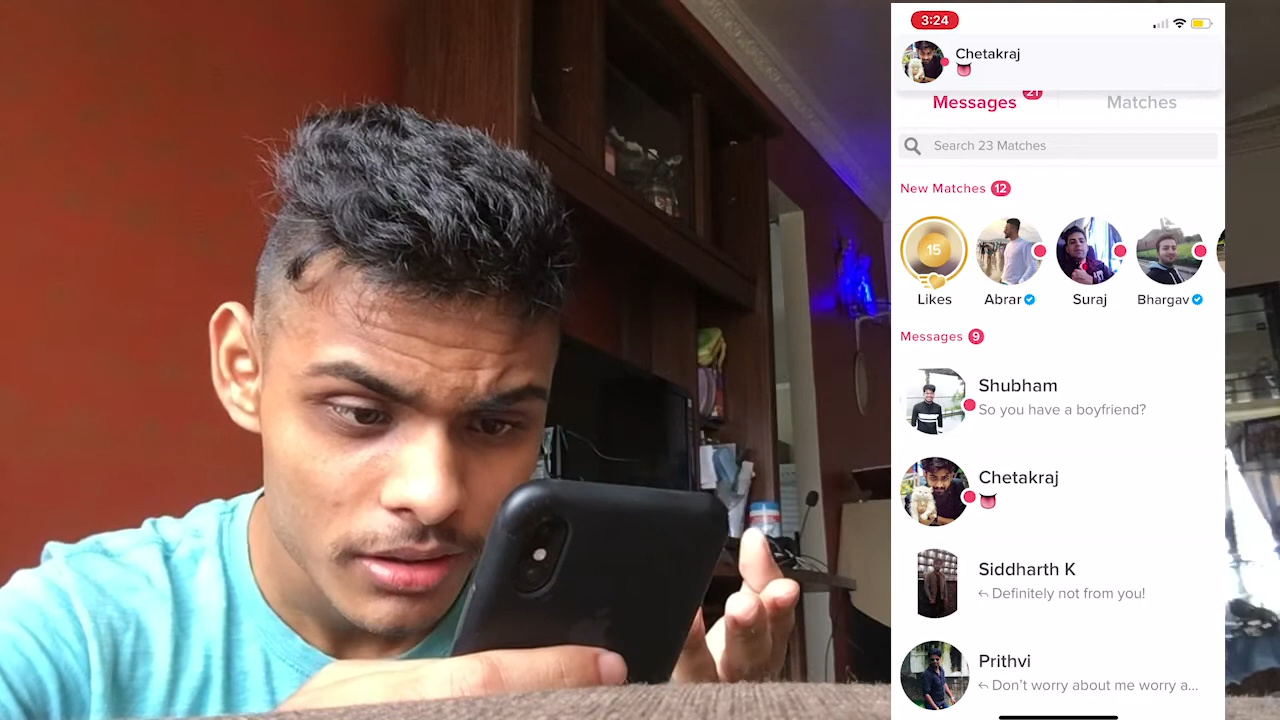 3:24
Chetakraj
👅
21
Messages
Matches
Search 23 Matches
New Matches 12
15
Likes
Abrar
Suraj
Bhargav
Messages 9
Shubham
So you have a boyfriend?
Chetakraj
👅
Siddharth K
Definitely not from you!
Prithvi
Don't worry about me worry a...